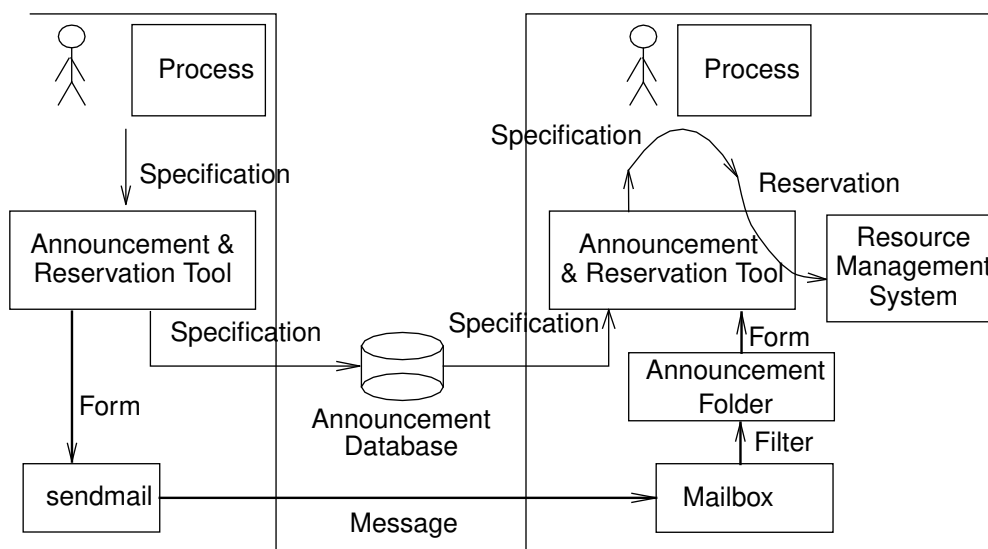 Process
Process
Specification
Specification
Reservation
Announcement &
Reservation Tool
Announcement
& Reservation Tool
Resource
Management
System
Specification
Specification
Form
Announcement
Folder
Form
Announcement
Database
Filter
sendmail
Mailbox
Message